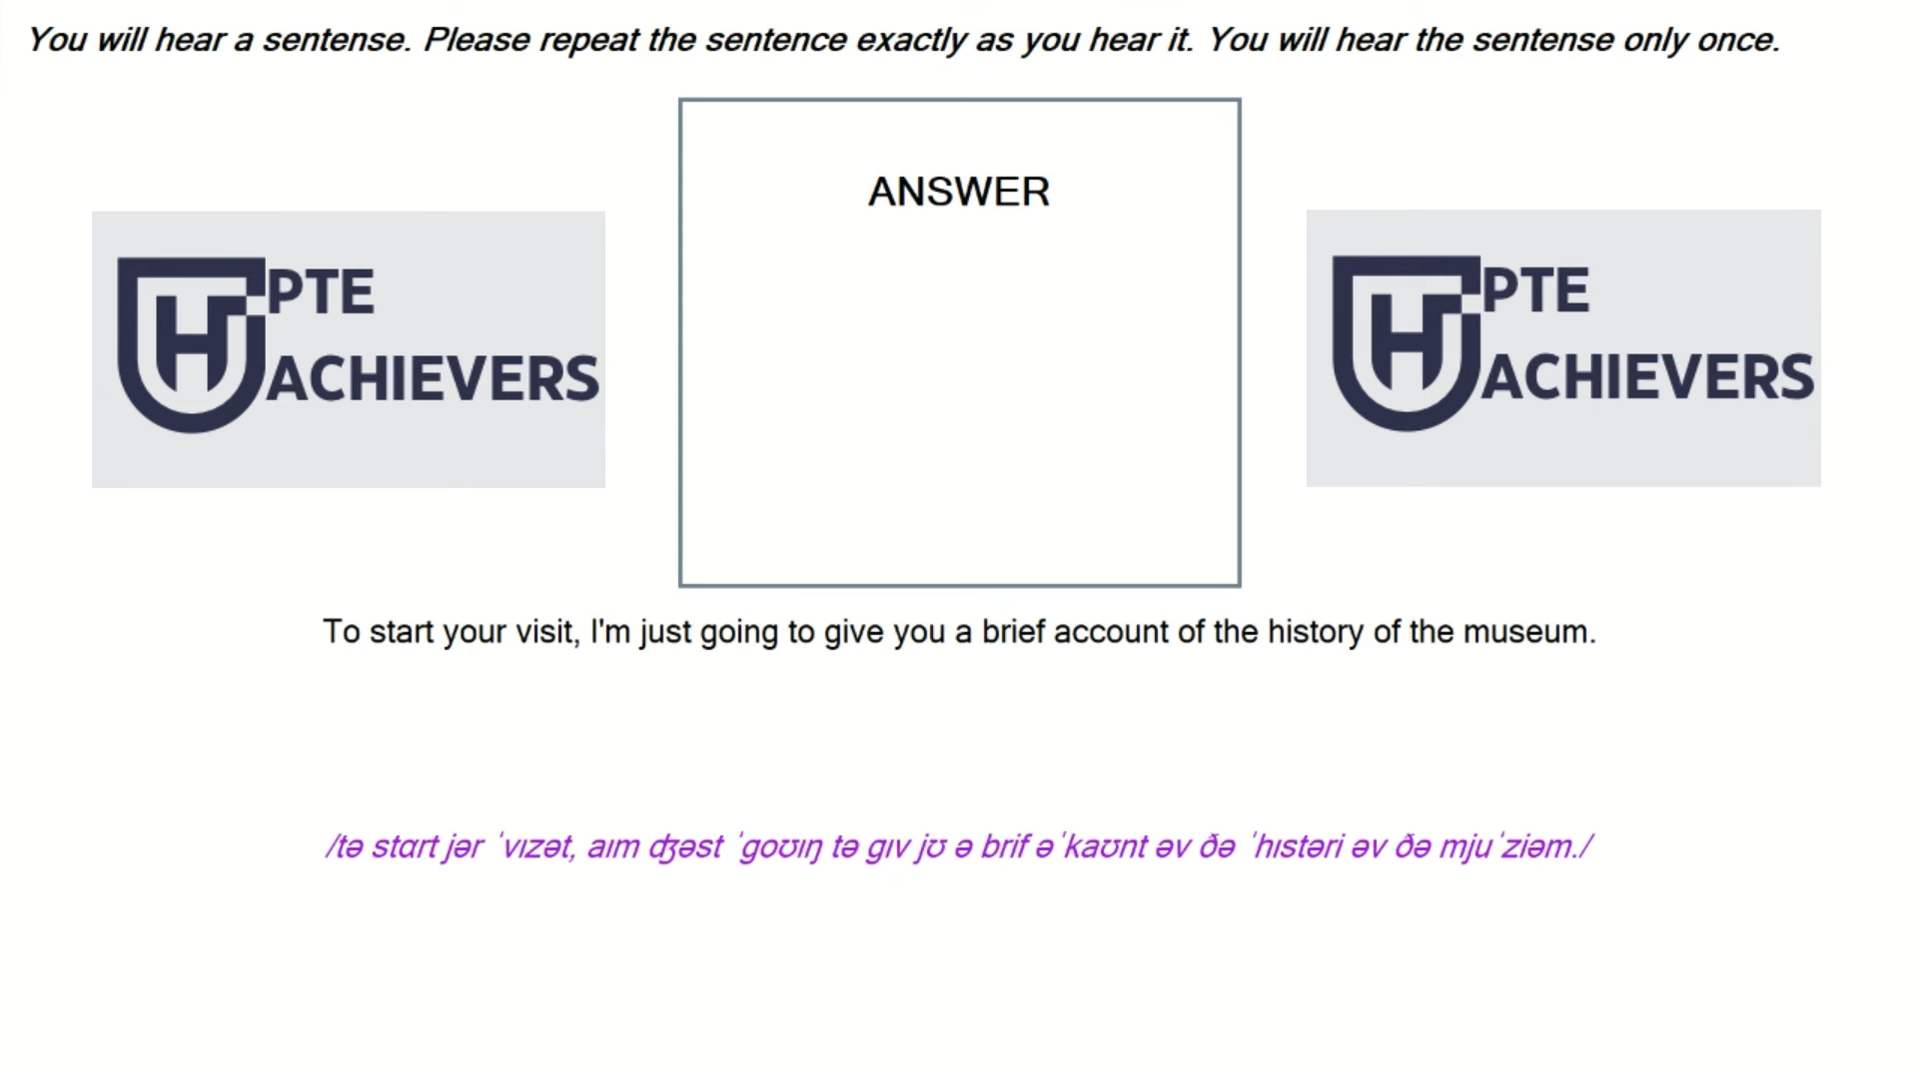 You will hear a sentense. Please repeat the sentence exactly as you hear it. You will hear the sentense only once.
ANSWER
PTE
ACHIEVERS
PTE
ACHIEVERS
To start your visit, I'm just going to give you a brief account of the history of the museum.
/tə stɑrt jər ˈvɪzət, aɪm ʤəst ˈgoʊɪŋ tə gɪv jʊ ə brif əˈkaʊnt əv ðə ˈhɪstəri əv ðə mjuˈziəm./